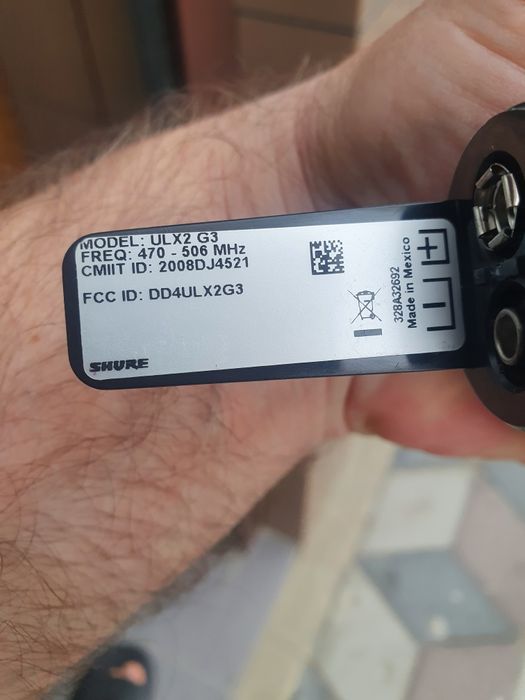 MODEL: ULX2 G3
FREQ: 470 - 506 MHz
CMIIT ID: 2008DJ4521
FCC ID: DD4ULX2G3
SHURE
328A32692
Made in Mexico